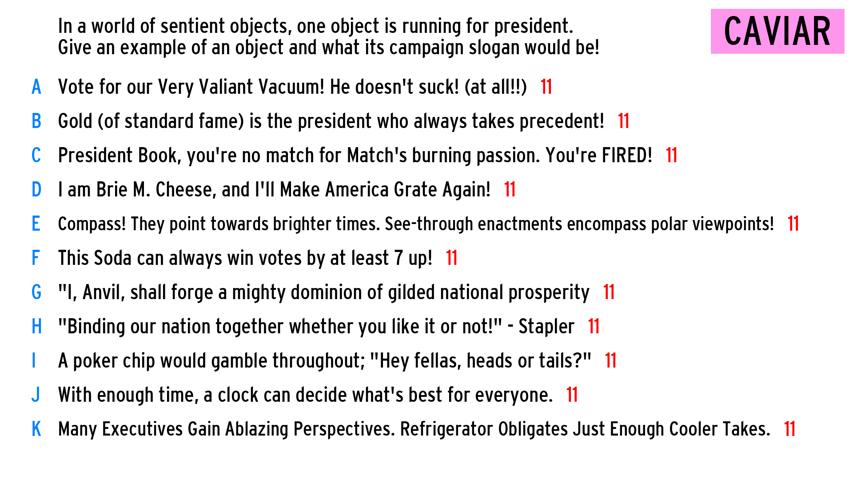 In a world of sentient objects, one object is running for president.
Give an example of an object and what its campaign slogan would be!
CAVIAR
A Vote for our Very Valiant Vacuum! He doesn't suck! (at all!!) 11
B Gold (of standard fame) is the president who always takes precedent! 11
C President Book, you're no match for Match's burning passion. You're FIRED! 11
D I am Brie M. Cheese, and I'll Make America Grate Again! 11
E Compass! They point towards brighter times. See-through enactments encompass polar viewpoints! 11
F This Soda can always win votes by at least 7 up! 11
G "I, Anvil, shall forge a mighty dominion of gilded national prosperity 11
H "Binding our nation together whether you like it or not!" - Stapler 11
I A poker chip would gamble throughout; "Hey fellas, heads or tails?" 11
J With enough time, a clock can decide what's best for everyone. 11
K Many Executives Gain Ablazing Perspectives. Refrigerator Obligates Just Enough Cooler Takes. 11